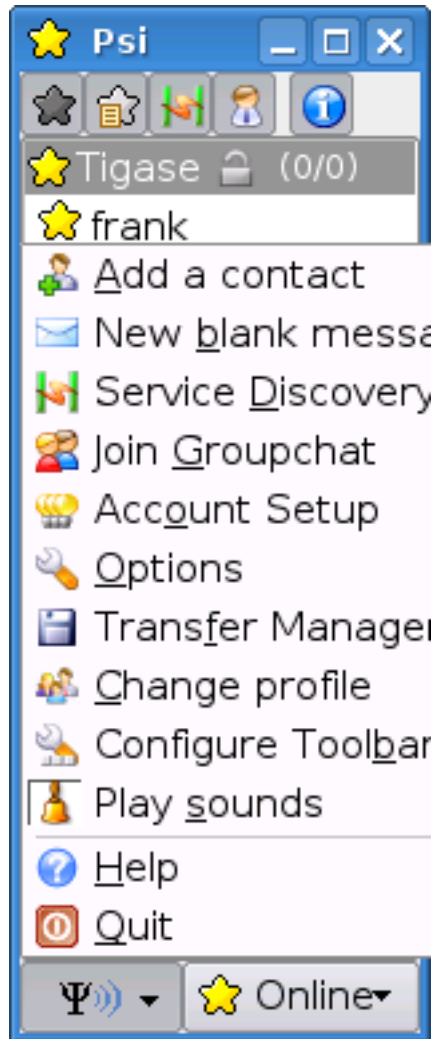 Psi
Tigase (0/0)
frank
Add a contact
New blank messa
Service Discovery
Join Groupchat
Account Setup
Options
Transfer Manager
Change profile
Configure Toolbar
Play sounds
Help
Quit
Ψ Online